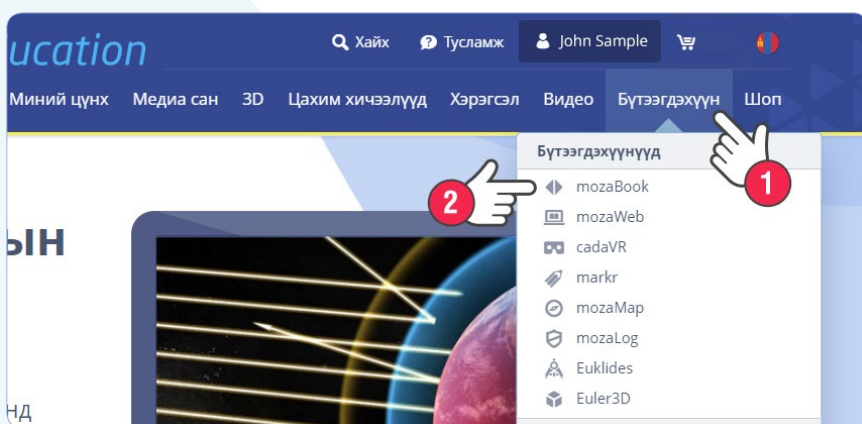 ucation
Хайх Тусламж John Sample
Миний цүнх Медиа сан 3D Цахим хичээлүүд Хэрэгсэл Видео Бүтээгдэхүүн Шоп
Бүтээгдэхүүнүүд
1
2 mozaBook
mozaWeb
ын
cadaVR
markr
mozaMap
mozaLog
Euklides
Euler3D
НД